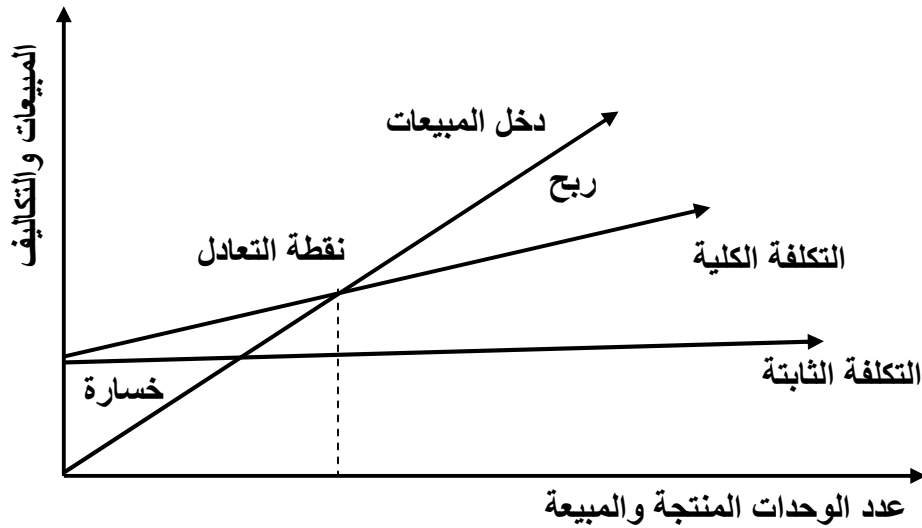 المبيعات والتكاليف
دخل المبيعات
ربح
نقطة التعادل
التكلفة الكلية
التكلفة الثابتة
خسارة
عدد الوحدات المنتجة والمبيعة